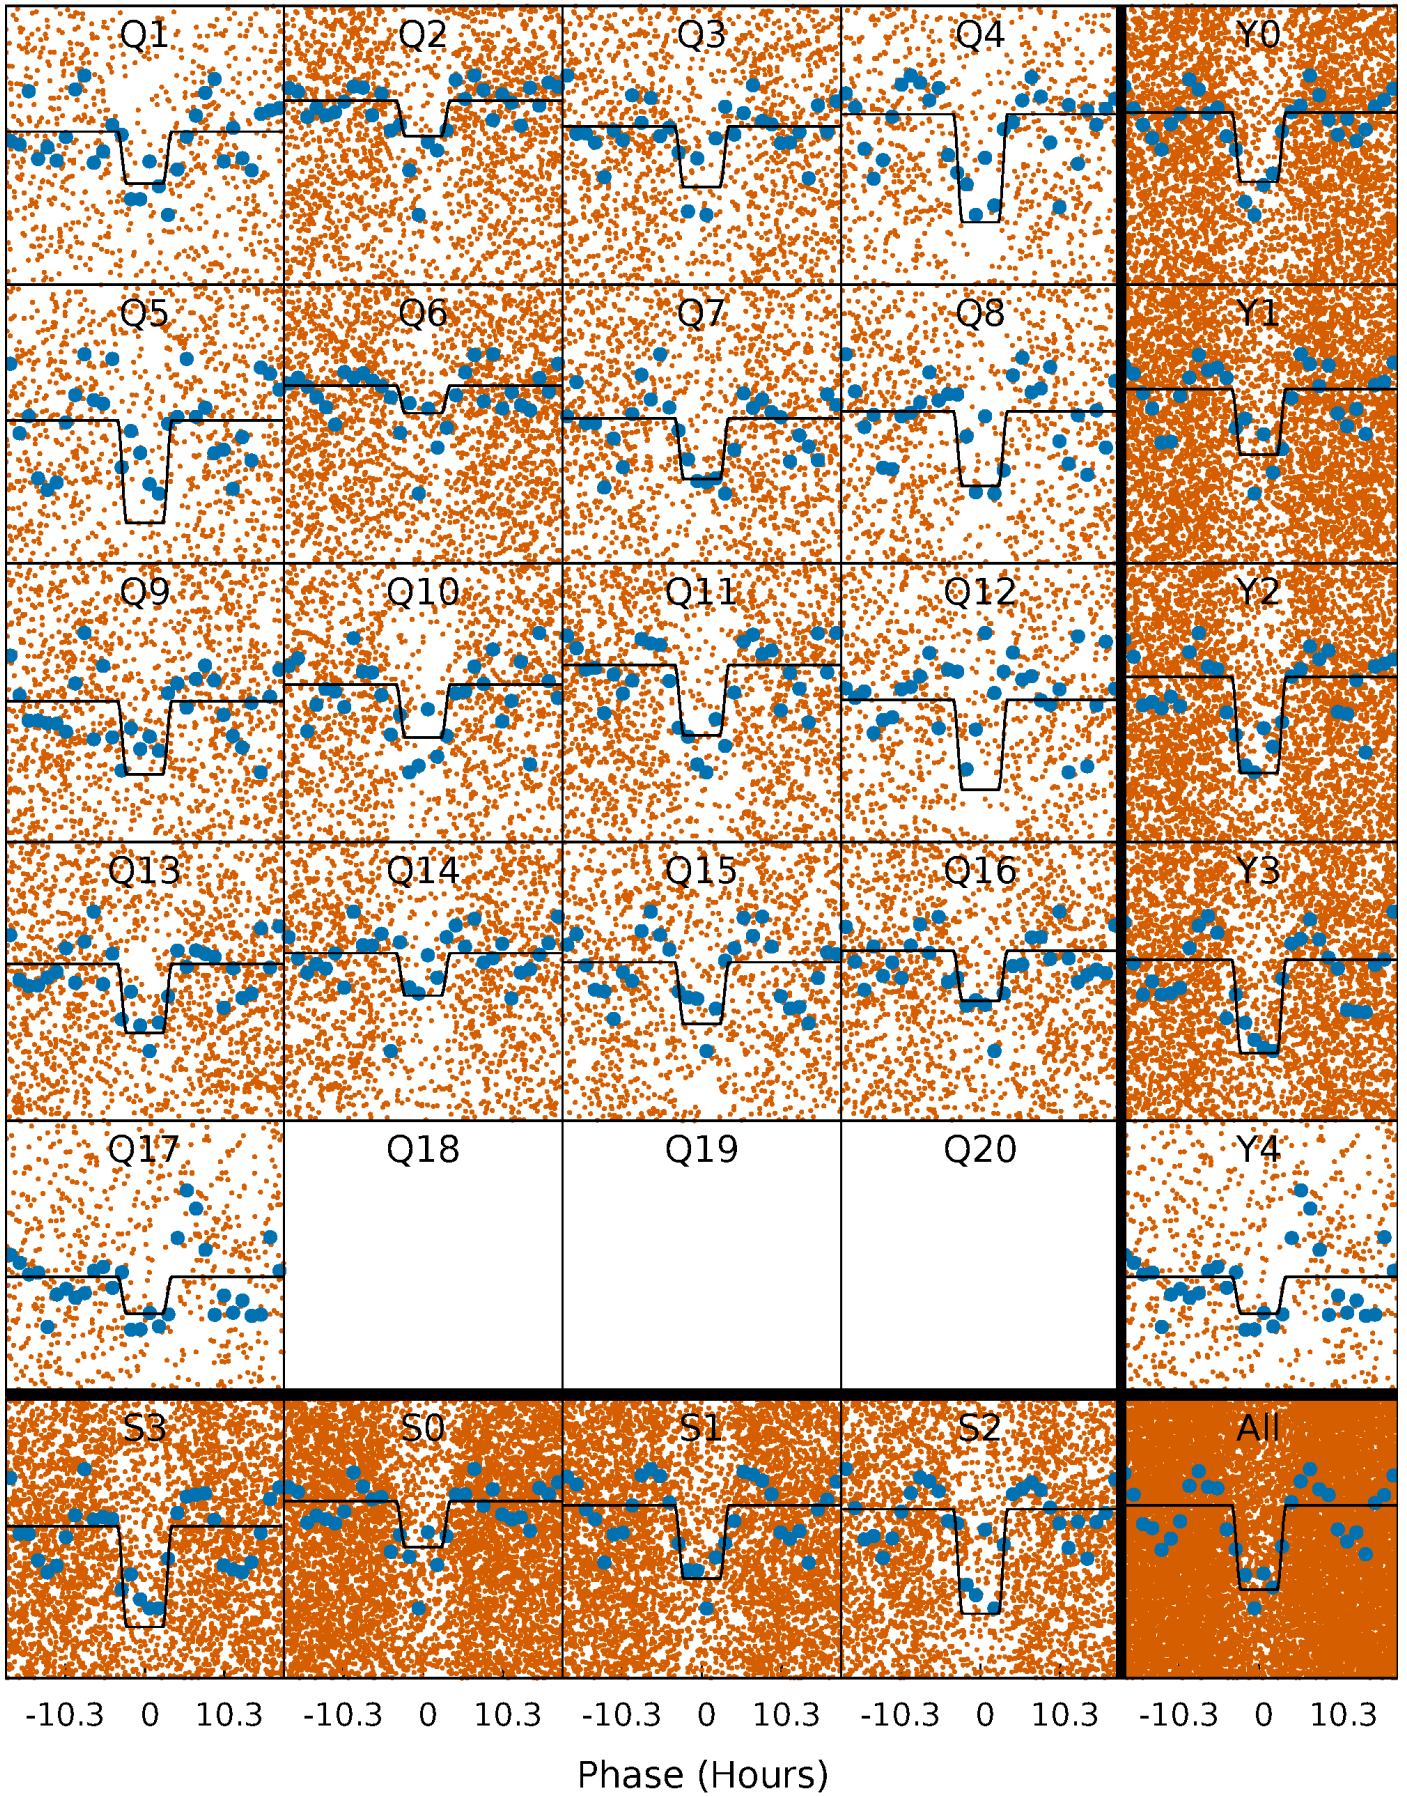 Q1 Q2 Q3 Q4 Y0
Q5 Q6 Q7 Q8 Y1
Q9 Q10 Q11 Q12 Y2
Q13 Q14 Q15 Q16 Y3
Q17 Q18 Q19 Q20 Y4
S3 S0 S1 S2 All
-10.3 0 10.3 -10.3 0 10.3 -10.3 0 10.3 -10.3 0 10.3 -10.3 0 10.3
Phase (Hours)